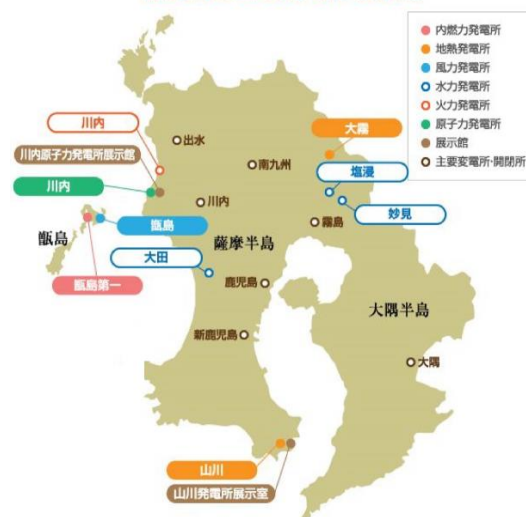 内燃力発電所
地熱発電所
風力発電所
水力発電所
火力発電所
原子力発電所
展示館
主要変電所・開閉所
川内
出水
大霧
川内原子力発電所展示館
南九州
塩浸
川内
川内
妙見
甑島
甑島
薩摩半島
霧島
大田
甑島第一
鹿児島
大隅半島
新鹿児島
大隅
山川
山川発電所展示室